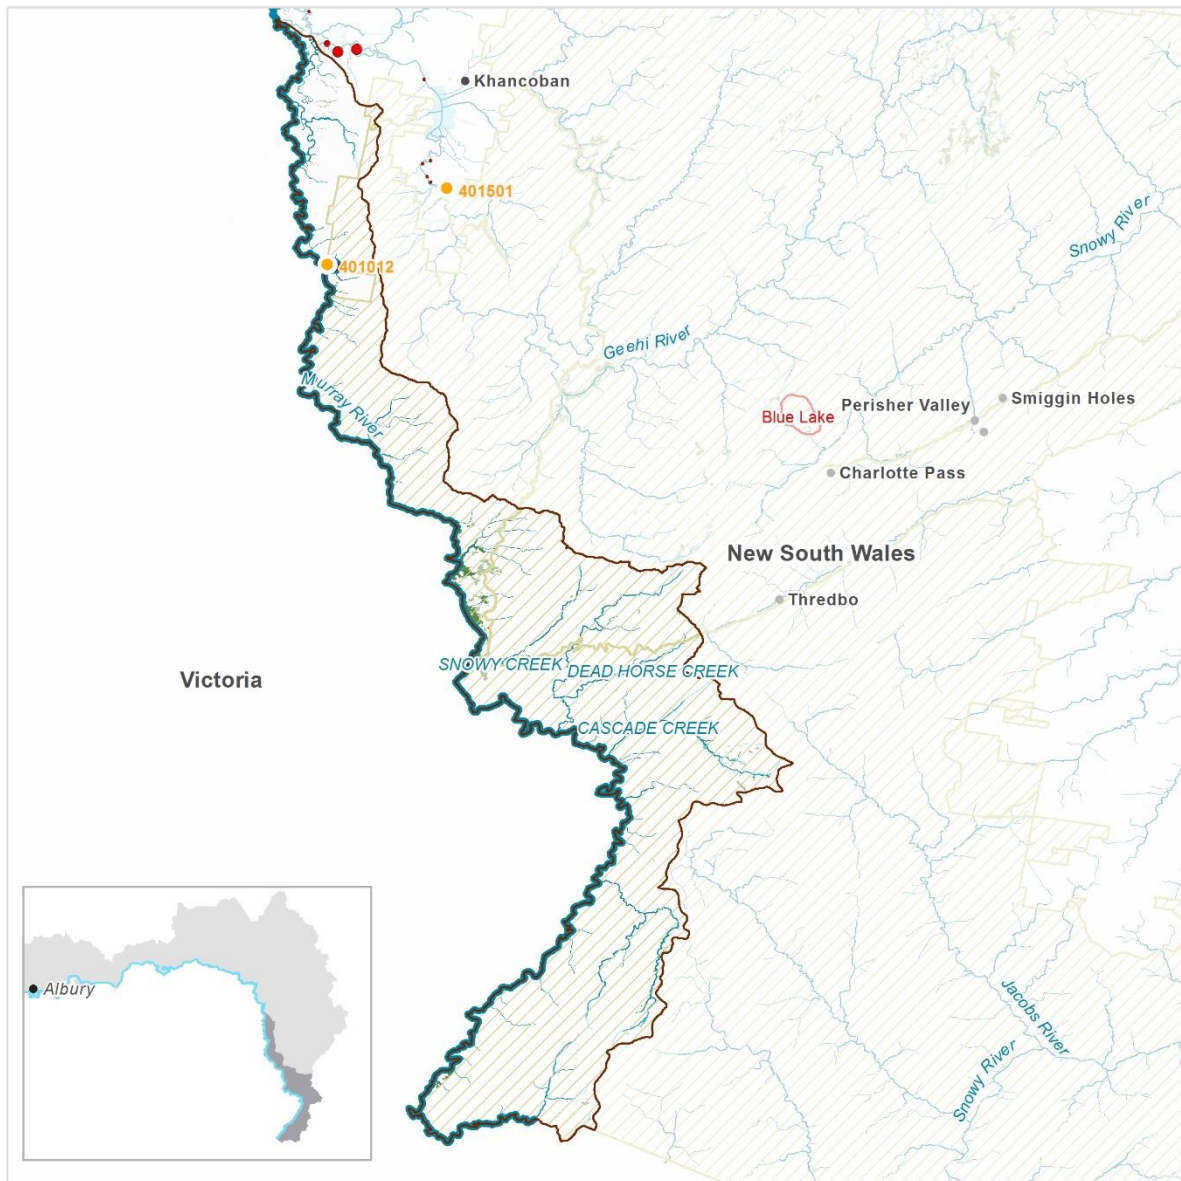 Khancoban
401501
Snowy River
401012
Geehi River
Murray River
Blue Lake
Perisher Valley
Smiggin Holes
Charlotte Pass
New South Wales
Thredbo
SNOWY CREEK
DEAD HORSE CREEK
Victoria
CASCADE CREEK
Albury
Jacobs River
Snowy River